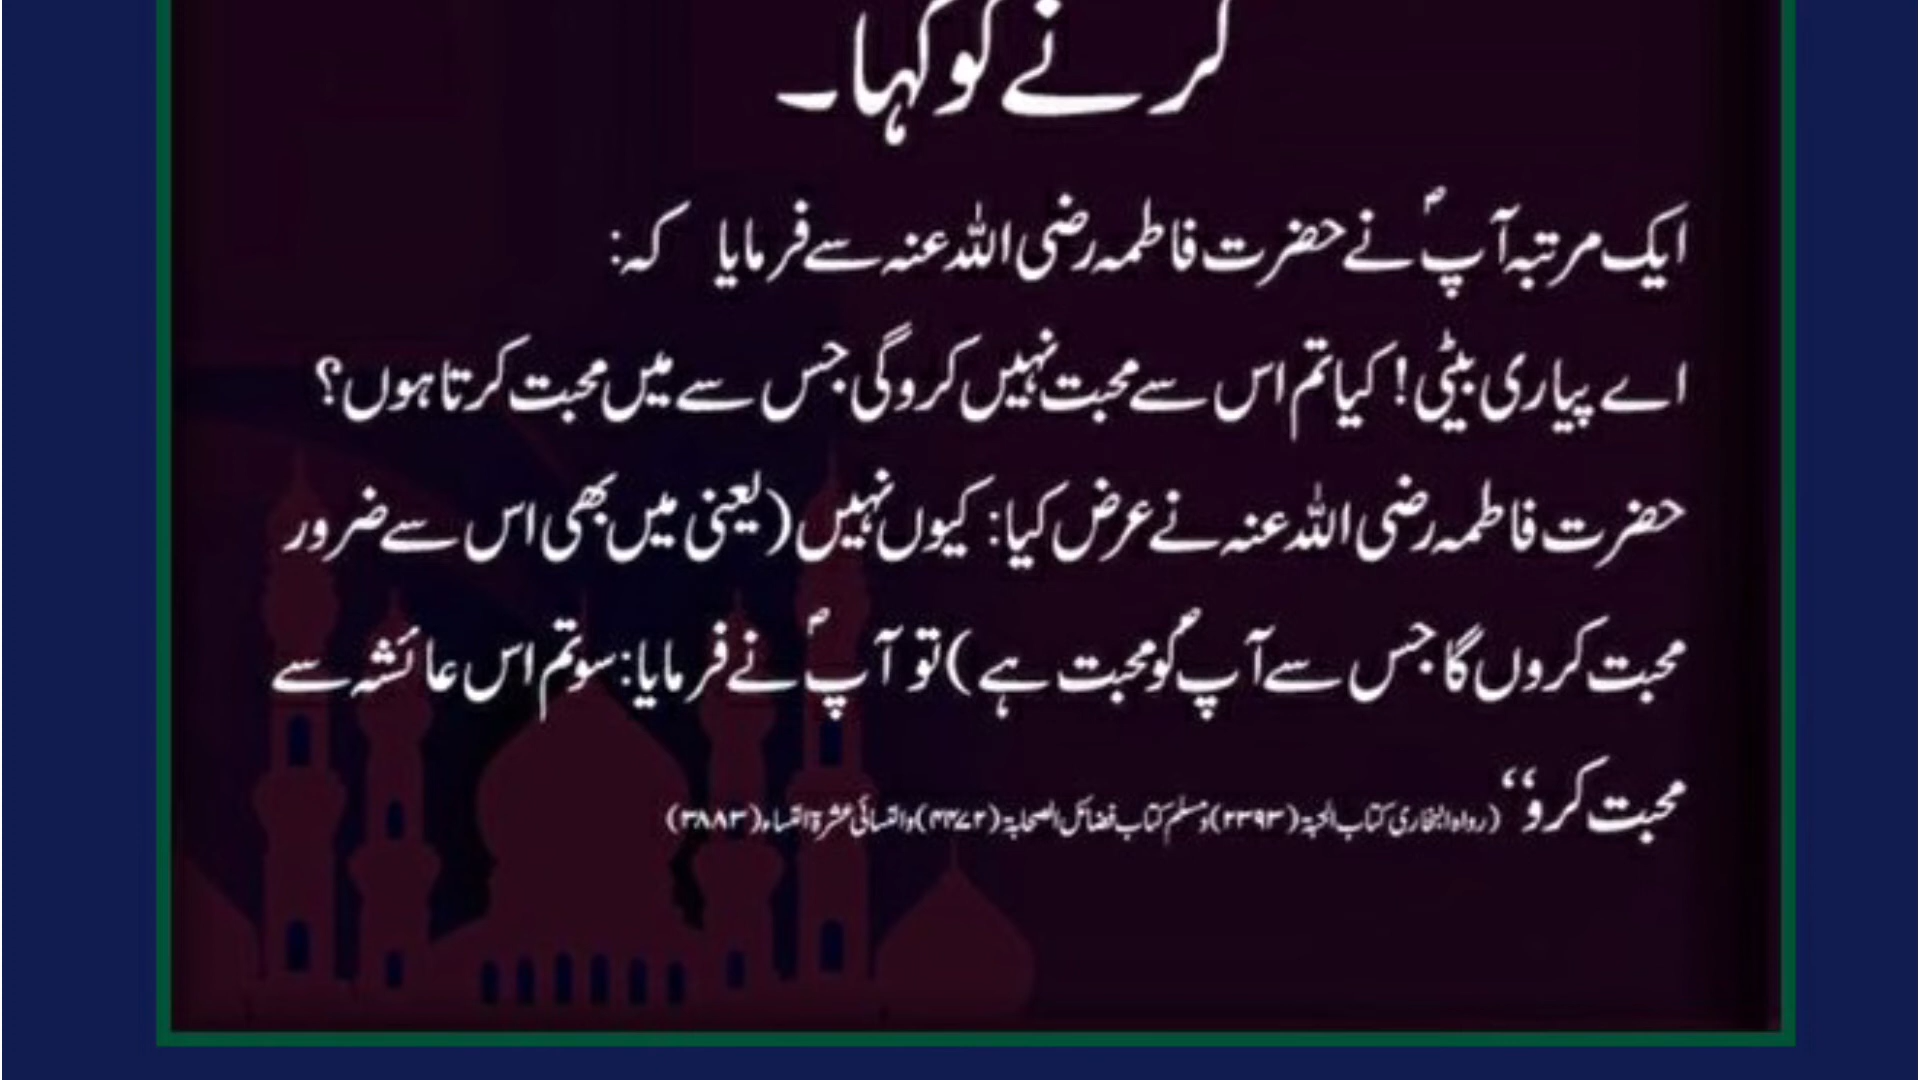 کرنے کو کہا۔
ایک مرتبہ آپؐ نے حضرت فاطمہ رضی اللہ عنہ سے فرمایا کہ:
اے پیاری بیٹی! کیا تم اس سے محبت نہیں کروگی جس سے میں محبت کرتا ہوں؟
حضرت فاطمہ رضی اللہ عنہ نے عرض کیا: کیوں نہیں (یعنی میں بھی اس سے ضرور
محبت کروں گا جس سے آپؐ کو محبت ہے) تو آپؐ نے فرمایا: سو تم اس عائشہ سے
محبت کرو‘‘ (رواہ البخاری کتاب (۲۳۹۳) ومسلم کتاب فضائل الصحابۃ (۴۴۷۲) والنسائی عشرۃ النساء (۳۸۸۳)